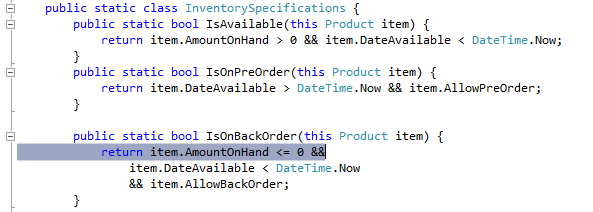 public static class InventorySpecifications {
    public static bool IsAvailable(this Product item) {
        return item.AmountOnHand > 0 && item.DateAvailable < DateTime.Now;
    }
    public static bool IsOnPreOrder(this Product item) {
        return item.DateAvailable > DateTime.Now && item.AllowPreOrder;
    }
    public static bool IsOnBackOrder(this Product item) {
        return item.AmountOnHand <= 0 &&
            item.DateAvailable < DateTime.Now
            && item.AllowBackOrder;
    }